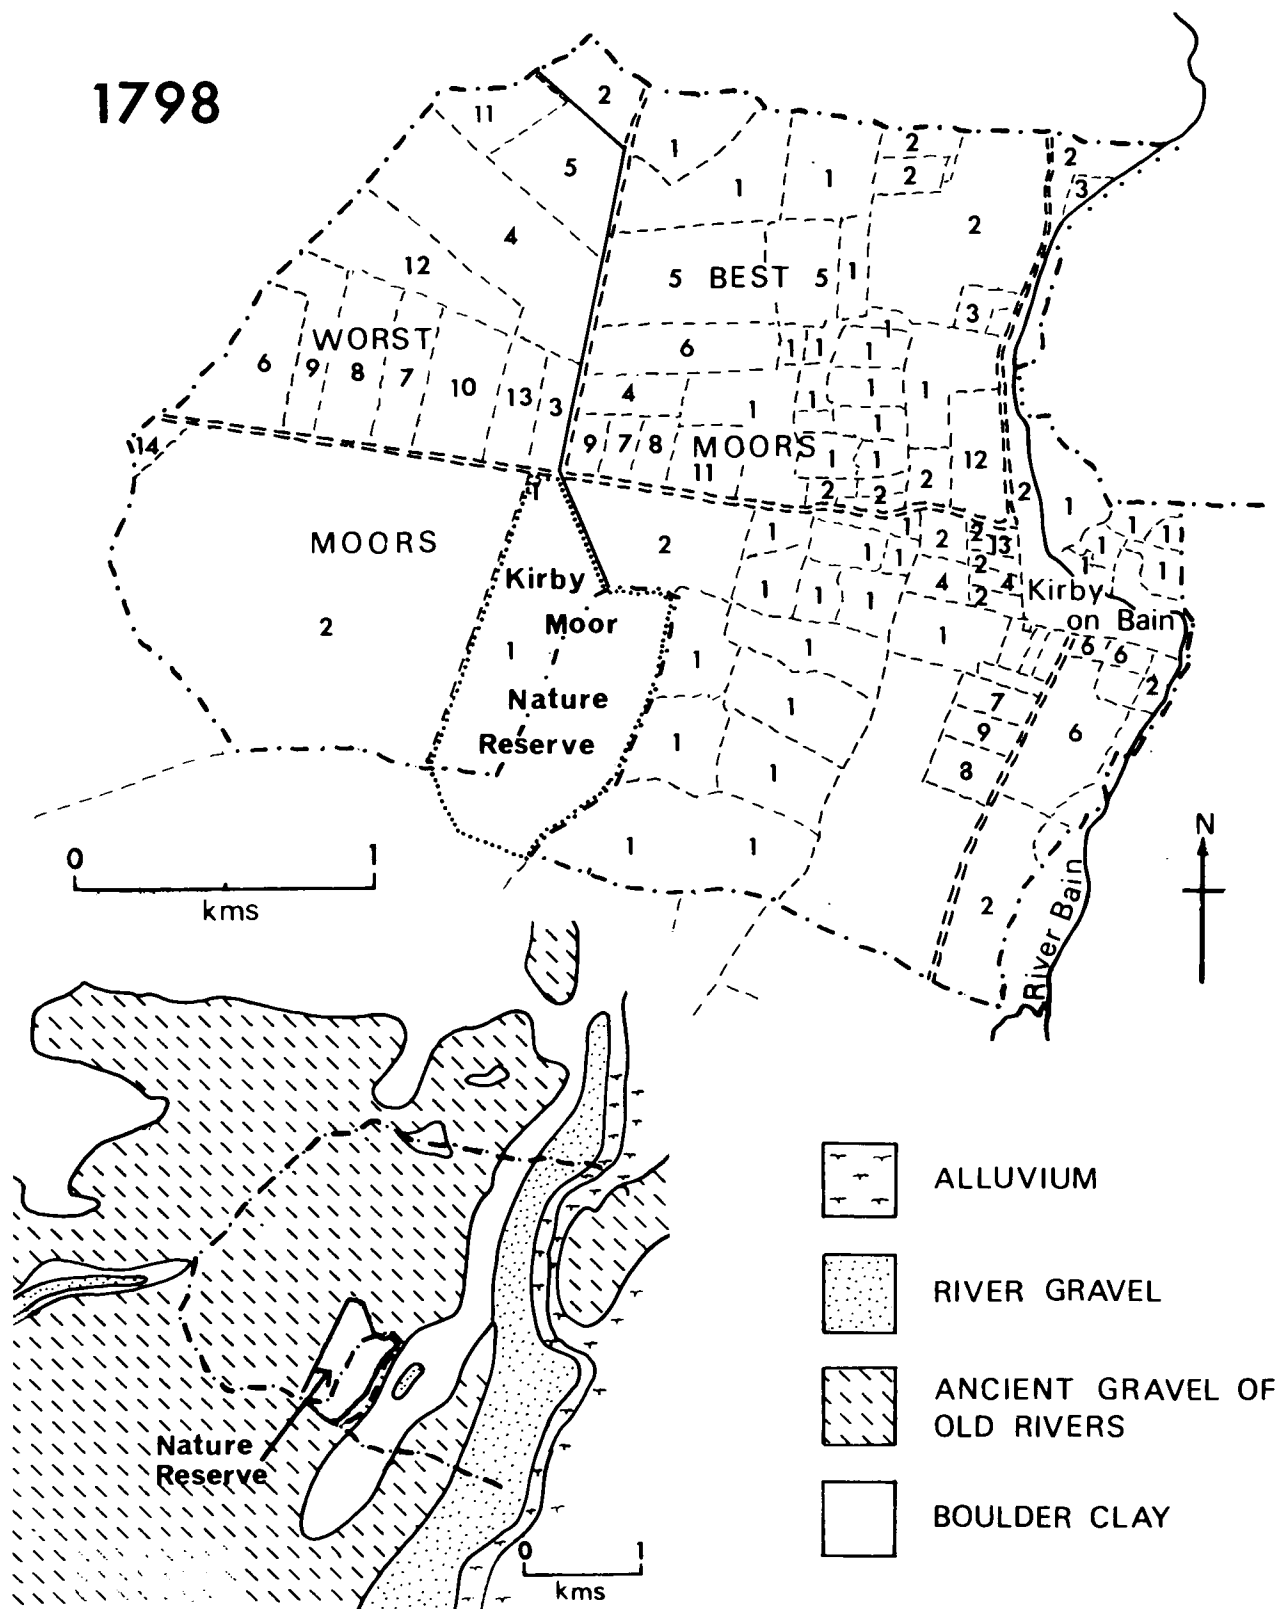 1798
2
11
1
5
1
1
2
2
2
3
2
4
12
5 BEST 5 1
WORST
3
6 9 8 7 10 13 3
6
1 1 1 1
4
1
1 1 1
1
9 7 8
MOORS
11
1 1
12
14
2 2 2
2
1
1
MOORS
2
1
1
1 1
2 2 13
2
4 4
2
1 1
1
1 1
Kirby
Moor
Nature
Reserve
1
2
1 1 1
Kirby
on Bain
1
1
1
6 6
2
7
9
8
6
1
1
1
1 1
2
River Bain
N
0 1
kms
Nature
Reserve
0 1
kms
ALLUVIUM
RIVER GRAVEL
ANCIENT GRAVEL OF
OLD RIVERS
BOULDER CLAY